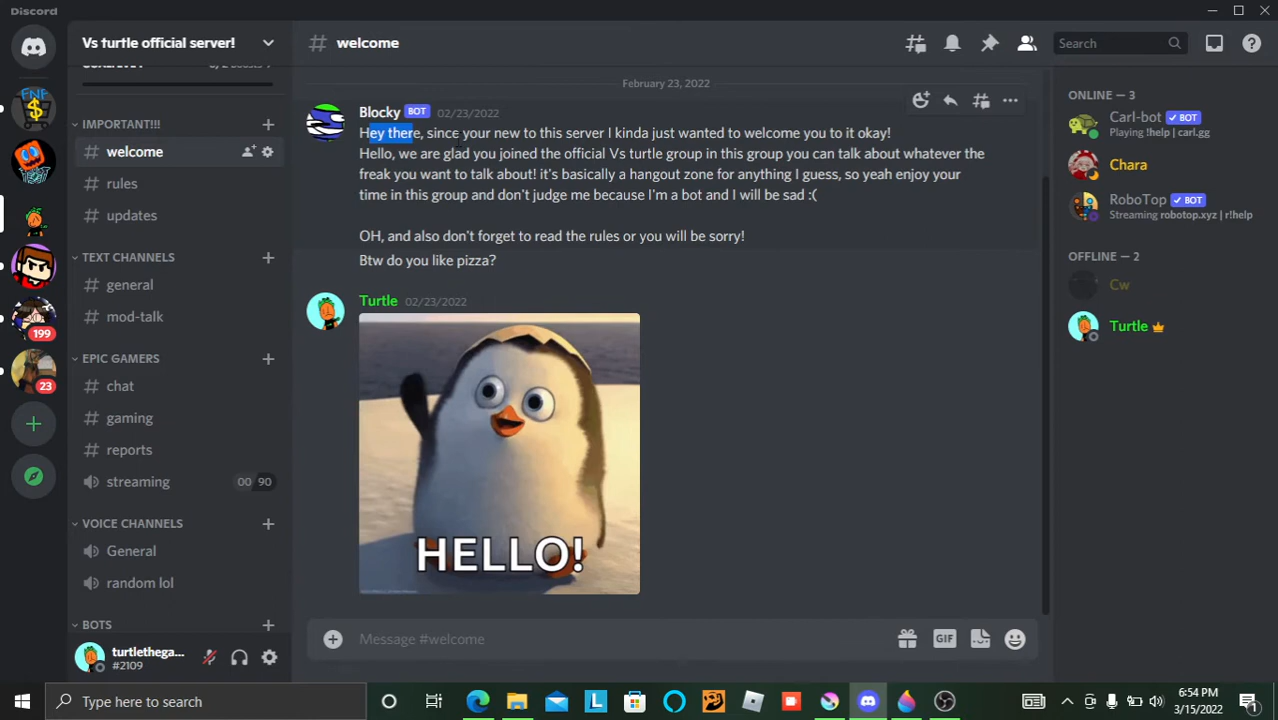 Discord
Vs turtle official server!
# welcome
Search
IMPORTANT!!!
# welcome
# rules
# updates
TEXT CHANNELS
# general
# mod-talk
EPIC GAMERS
# chat
# gaming
# reports
streaming
00 90
VOICE CHANNELS
General
random lol
BOTS
turtlethega...
#2109
FNF
199
23
February 23, 2022
Blocky BOT 02/23/2022
Hey there, since your new to this server I kinda just wanted to welcome you to it okay!
Hello, we are glad you joined the official Vs turtle group in this group you can talk about whatever the
freak you want to talk about! it's basically a hangout zone for anything I guess, so yeah enjoy your
time in this group and don't judge me because I'm a bot and I will be sad :(
OH, and also don't forget to read the rules or you will be sorry!
Btw do you like pizza?
Turtle 02/23/2022
HELLO!
Message #welcome
GIF
ONLINE – 3
Carl-bot ✓ BOT
Playing !help | carl.gg
Chara
RoboTop ✓ BOT
Streaming robotop.xyz | r!help
OFFLINE – 2
Cw
Turtle
Type here to search
L
6:54 PM
3/15/2022
1